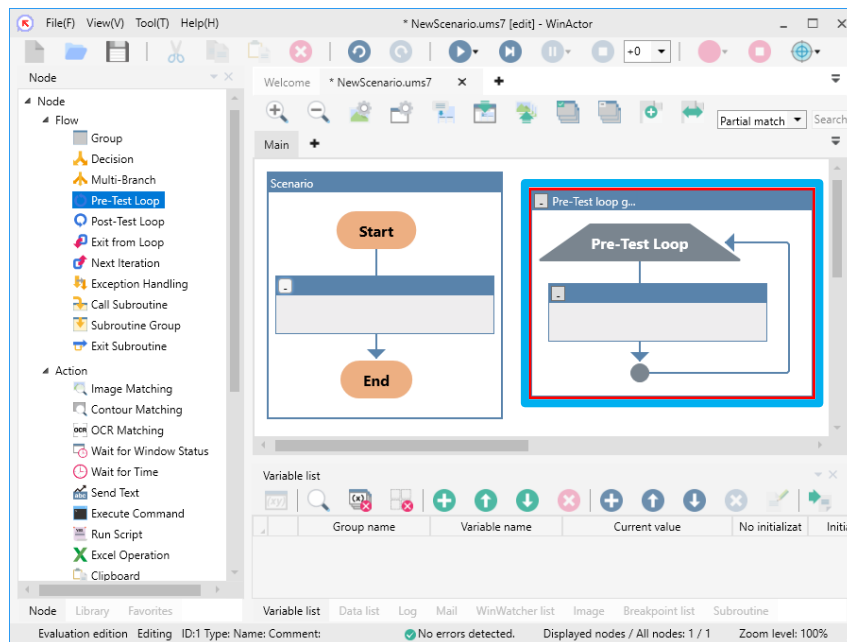 File(F) View(V) Tool(T) Help(H)
* NewScenario.ums7 [edit] - WinActor
+0
Node
Node
Flow
Group
Decision
Multi-Branch
Pre-Test Loop
Post-Test Loop
Exit from Loop
Next Iteration
Exception Handling
Call Subroutine
Subroutine Group
Exit Subroutine
Action
Image Matching
Contour Matching
OCR OCR Matching
Wait for Window Status
Wait for Time
Send Text
Execute Command
Run Script
Excel Operation
Clipboard
Node Library Favorites
Welcome * NewScenario.ums7
Partial match Search
Main
Scenario
Start
End
Pre-Test loop g...
Pre-Test Loop
Variable list
Group name Variable name Current value No initializat Initia
Variable list Data list Log Mail WinWatcher list Image Breakpoint list Subroutine
Evaluation edition Editing ID:1 Type: Name: Comment: No errors detected. Displayed nodes / All nodes: 1 / 1 Zoom level: 100%